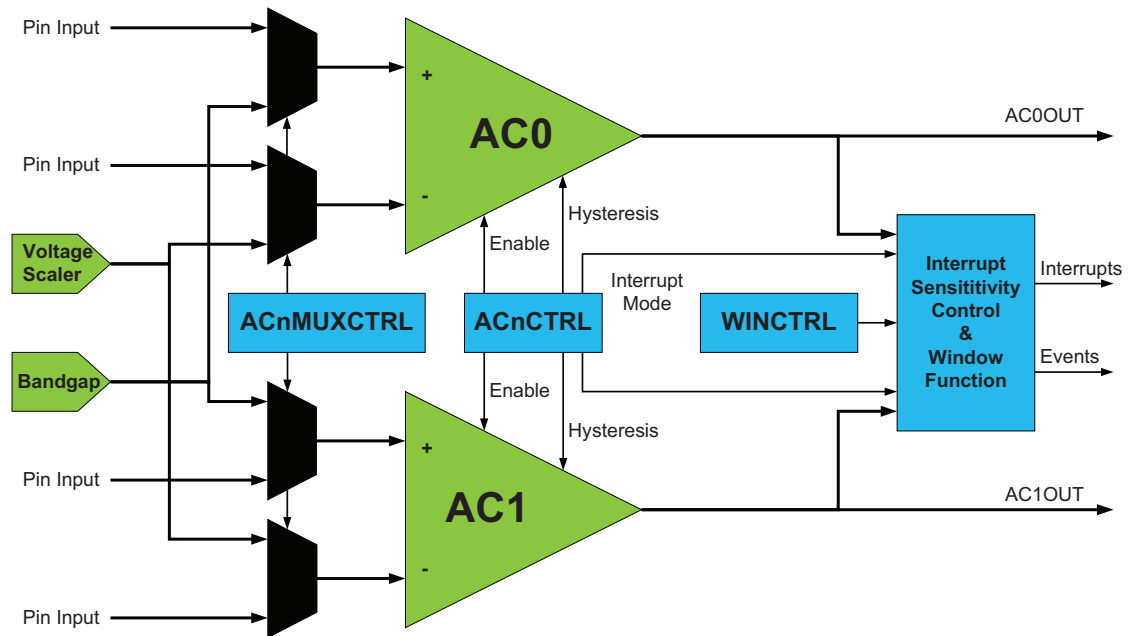 Pin Input
+
AC0
AC0OUT
Pin Input
-
Hysteresis
Enable
Voltage
Scaler
Interrupt
Mode
Interrupt
Sensititivity
Control
&
Window
Function
Interrupts
Events
ACnMUXCTRL
ACnCTRL
WINCTRL
Bandgap
Enable
Hysteresis
+
Pin Input
AC1
AC1OUT
-
Pin Input